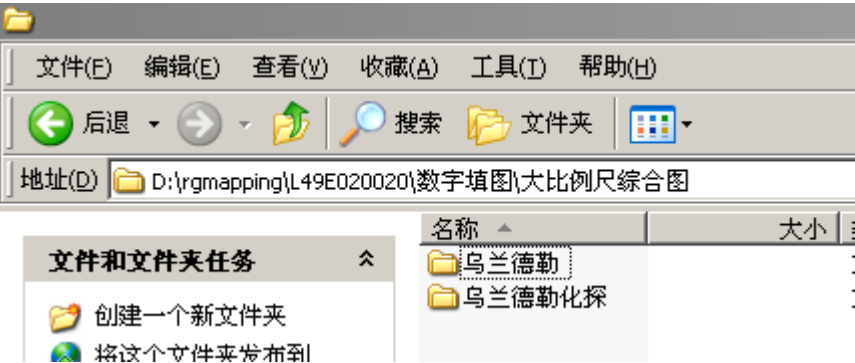 文件(F) 编辑(E) 查看(V) 收藏(A) 工具(T) 帮助(H)
后退 搜索 文件夹
地址(D) D:\rgmapping\L49E020020\数字填图\大比例尺综合图
名称 大小
文件和文件夹任务
乌兰德勒
乌兰德勒化探
创建一个新文件夹
将这个文件夹发布到